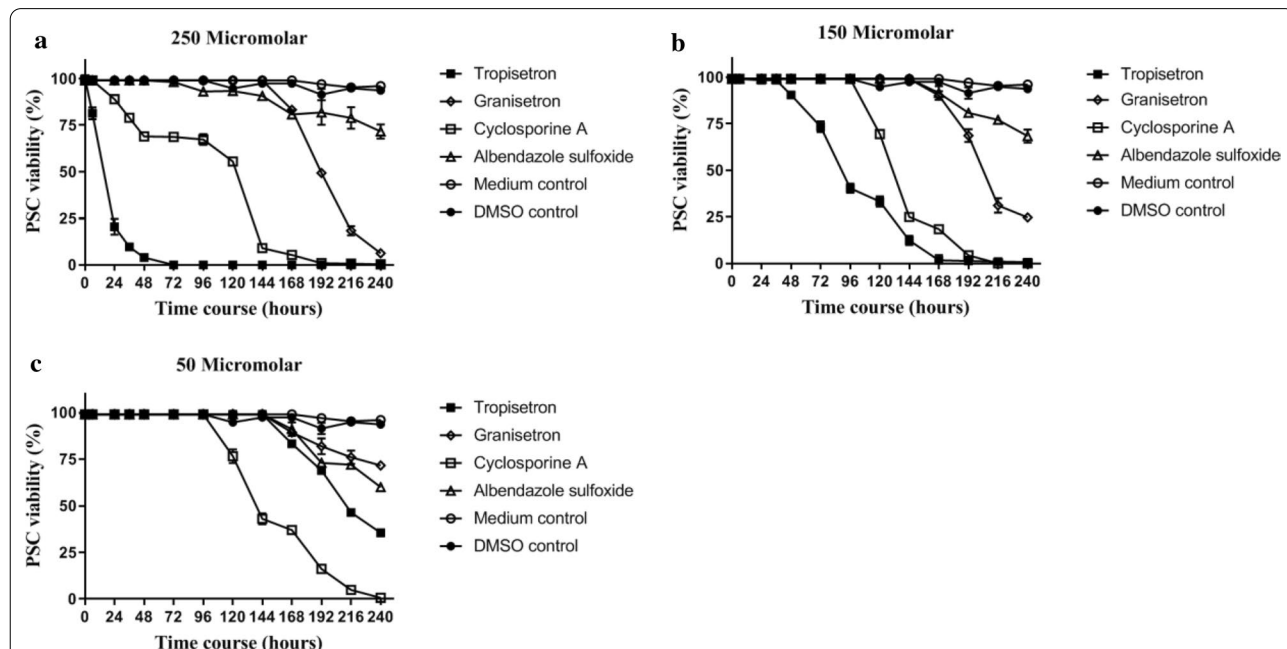 a
250 Micromolar
PSC viability (%)
100
75
50
25
0
0 24 48 72 96 120 144 168 192 216 240
Time course (hours)
Tropisetron
Granisetron
Cyclosporine A
Albendazole sulfoxide
Medium control
DMSO control
b
150 Micromolar
PSC viability (%)
100
75
50
25
0
0 24 48 72 96 120 144 168 192 216 240
Time course (hours)
Tropisetron
Granisetron
Cyclosporine A
Albendazole sulfoxide
Medium control
DMSO control
c
50 Micromolar
PSC viability (%)
100
75
50
25
0
0 24 48 72 96 120 144 168 192 216 240
Time course (hours)
Tropisetron
Granisetron
Cyclosporine A
Albendazole sulfoxide
Medium control
DMSO control